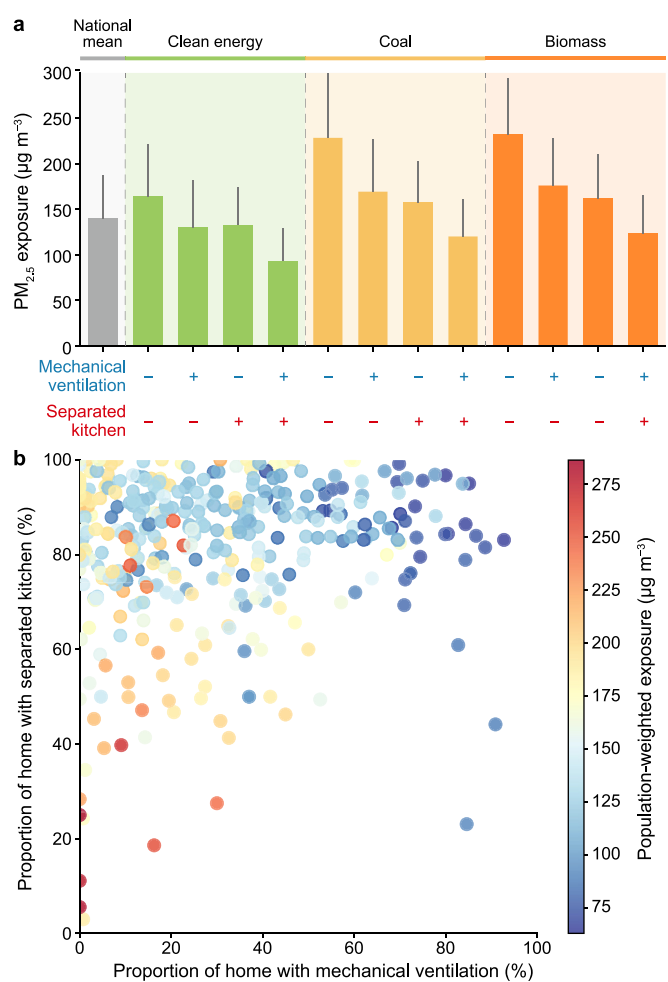 a
National mean
Clean energy
Coal
Biomass
PM2.5 exposure (µg m⁻³)
300
250
200
150
100
50
0
Mechanical ventilation
− + − + − + − + − + − +
Separated kitchen
− − + + − − + + − − − +
b
Proportion of home with separated kitchen (%)
100
80
60
40
20
0
0 20 40 60 80 100
Proportion of home with mechanical ventilation (%)
275
250
225
200
175
150
125
100
75
Population-weighted exposure (µg m⁻³)